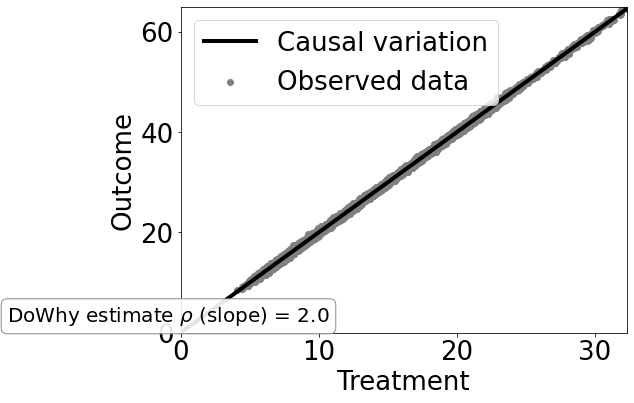 Causal variation
Observed data
60
40
20
0
Outcome
DoWhy estimate ρ (slope) = 2.0
0 10 20 30
Treatment